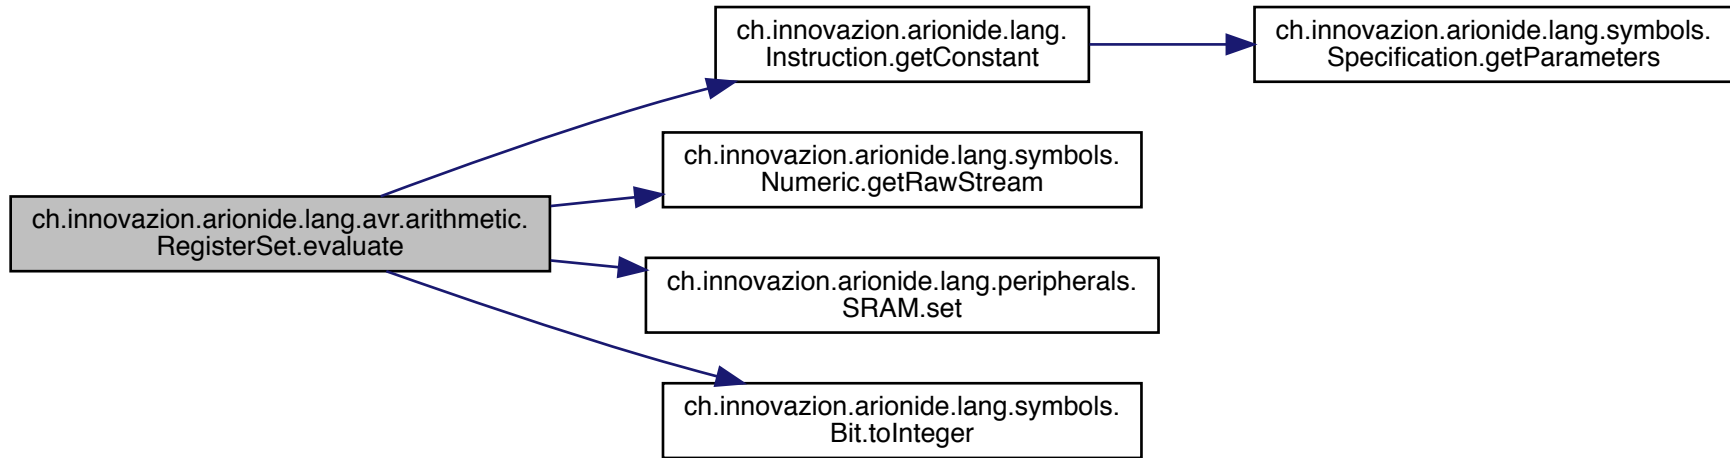 ch.innovazion.arionide.lang.avr.arithmetic.
RegisterSet.evaluate
ch.innovazion.arionide.lang.
Instruction.getConstant
ch.innovazion.arionide.lang.symbols.
Specification.getParameters
ch.innovazion.arionide.lang.symbols.
Numeric.getRawStream
ch.innovazion.arionide.lang.peripherals.
SRAM.set
ch.innovazion.arionide.lang.symbols.
Bit.toInteger